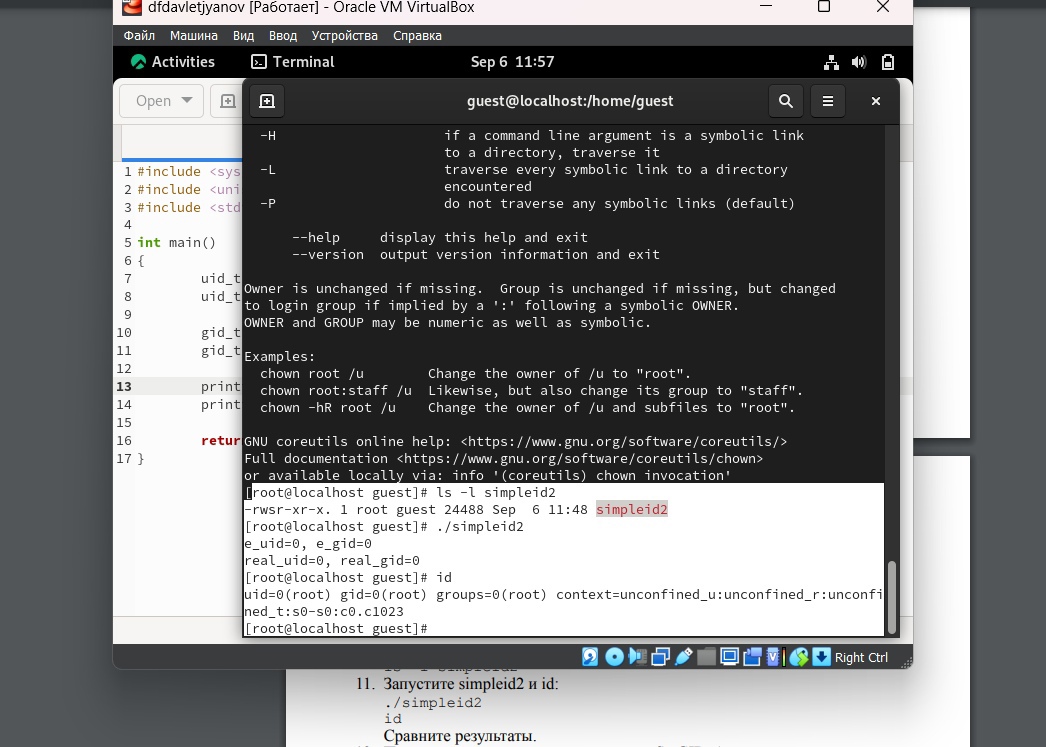 dfdavletjyanov [Работает] - Oracle VM VirtualBox
Файл Машина Вид Ввод Устройства Справка
Activities Terminal Sep 6 11:57
Open
guest@localhost:/home/guest
1 #include <sys
2 #include <uni
3 #include <std
4
5 int main()
6 {
7 uid_t
8 uid_t
9
10 gid_t
11 gid_t
12
13 print
14 print
15
16 retur
17 }
-H if a command line argument is a symbolic link
to a directory, traverse it
-L traverse every symbolic link to a directory
encountered
-P do not traverse any symbolic links (default)
--help display this help and exit
--version output version information and exit
Owner is unchanged if missing. Group is unchanged if missing, but changed
to login group if implied by a ':' following a symbolic OWNER.
OWNER and GROUP may be numeric as well as symbolic.
Examples:
chown root /u Change the owner of /u to "root".
chown root:staff /u Likewise, but also change its group to "staff".
chown -hR root /u Change the owner of /u and subfiles to "root".
GNU coreutils online help: <https://www.gnu.org/software/coreutils/>
Full documentation <https://www.gnu.org/software/coreutils/chown>
or available locally via: info '(coreutils) chown invocation'
[root@localhost guest]# ls -l simpleid2
-rwsr-xr-x. 1 root guest 24488 Sep 6 11:48 simpleid2
[root@localhost guest]# ./simpleid2
e_uid=0, e_gid=0
real_uid=0, real_gid=0
[root@localhost guest]# id
uid=0(root) gid=0(root) groups=0(root) context=unconfined_u:unconfined_r:unconfi
ned_t:s0-s0:c0.c1023
[root@localhost guest]#
Right Ctrl
11. Запустите simpleid2 и id:
./simpleid2
id
Сравните результаты.